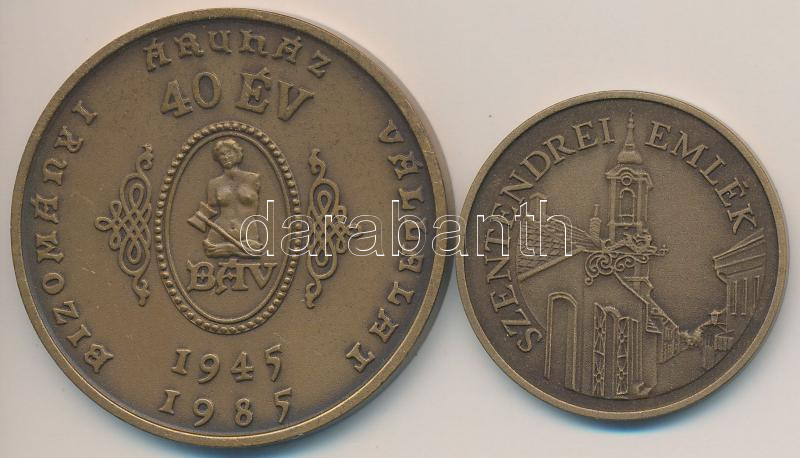 BIZOMÁNYI ÁRUHÁZ VÁLLALAT
40 ÉV
BÁV
1945
1985
SZENTENDREI EMLÉK
darabanth